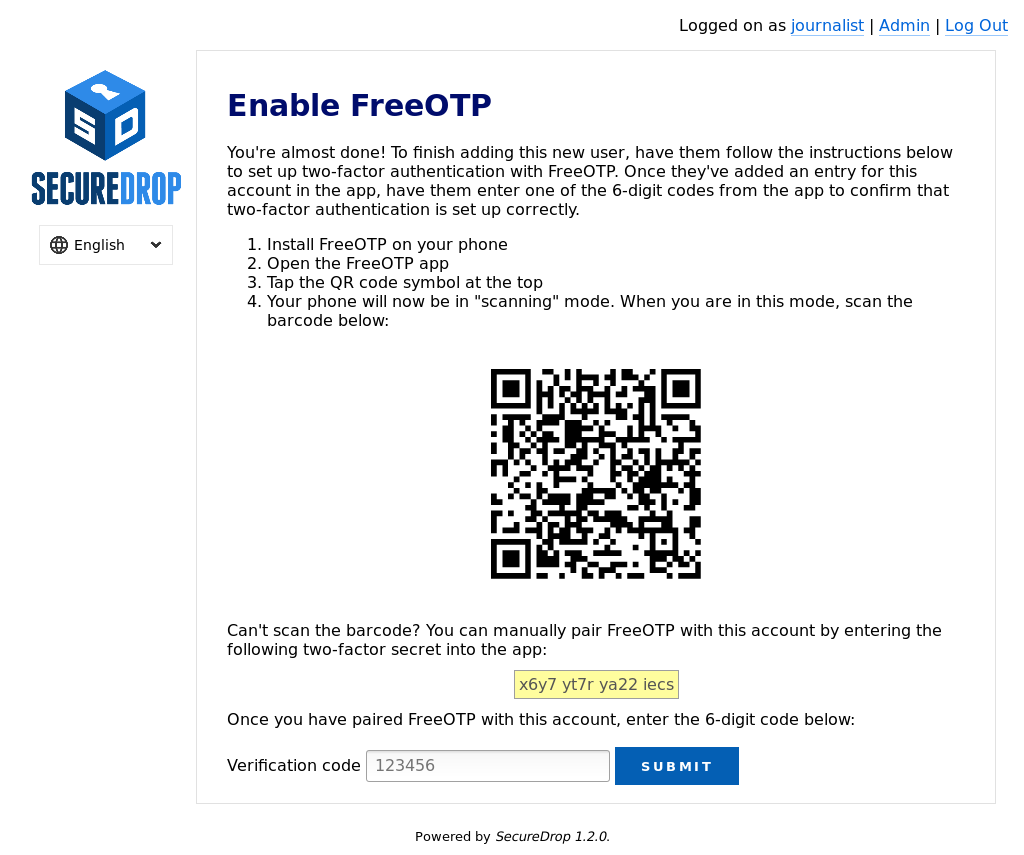 Logged on as journalist | Admin | Log Out
SECUREDROP
English
Enable FreeOTP
You're almost done! To finish adding this new user, have them follow the instructions below
to set up two-factor authentication with FreeOTP. Once they've added an entry for this
account in the app, have them enter one of the 6-digit codes from the app to confirm that
two-factor authentication is set up correctly.
1. Install FreeOTP on your phone
2. Open the FreeOTP app
3. Tap the QR code symbol at the top
4. Your phone will now be in "scanning" mode. When you are in this mode, scan the
barcode below:
Can't scan the barcode? You can manually pair FreeOTP with this account by entering the
following two-factor secret into the app:
x6y7 yt7r ya22 iecs
Once you have paired FreeOTP with this account, enter the 6-digit code below:
Verification code 123456 SUBMIT
Powered by SecureDrop 1.2.0.